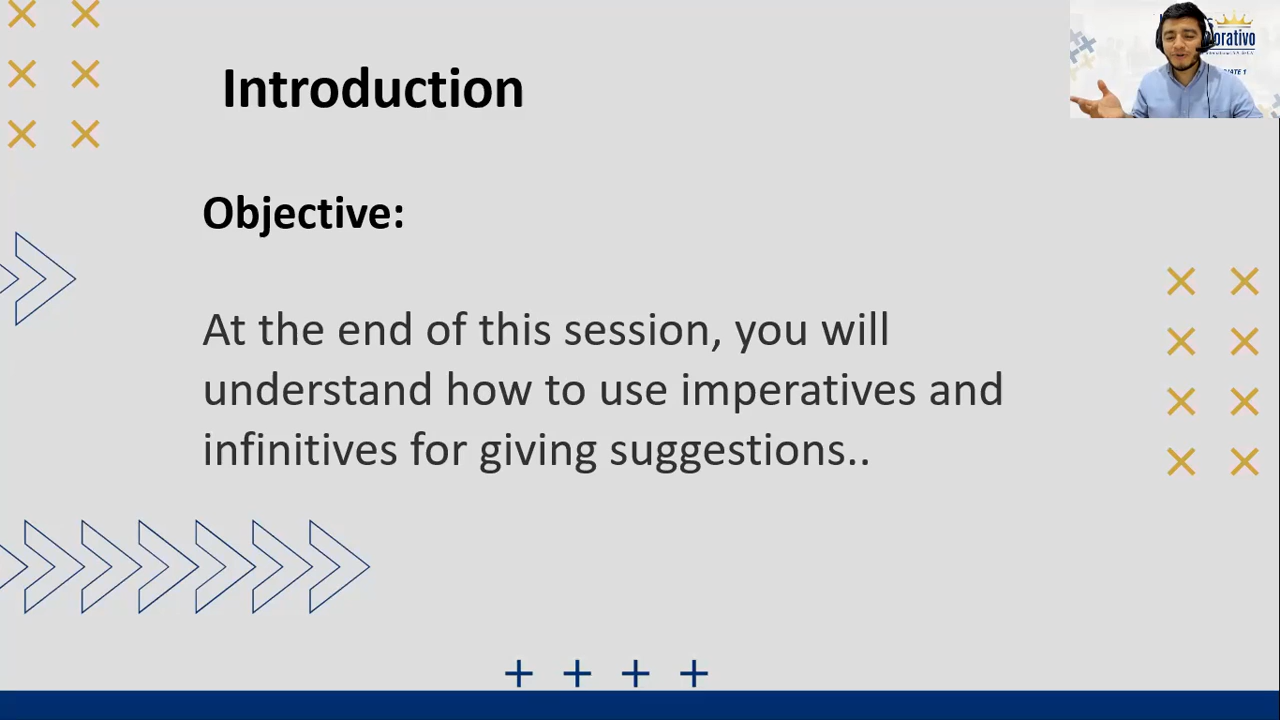 Introduction
Objective:
At the end of this session, you will
understand how to use imperatives and
infinitives for giving suggestions..